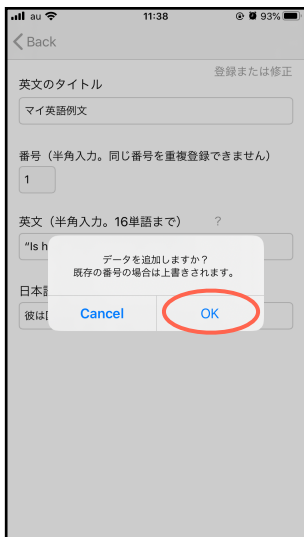 au 11:38 93%
Back
登録または修正
英文のタイトル
マイ英語例文
番号（半角入力。同じ番号を重複登録できません）
1
英文（半角入力。16単語まで） ?
"Is h
データを追加しますか？
既存の番号の場合は上書きされます。
日本
彼は
Cancel OK